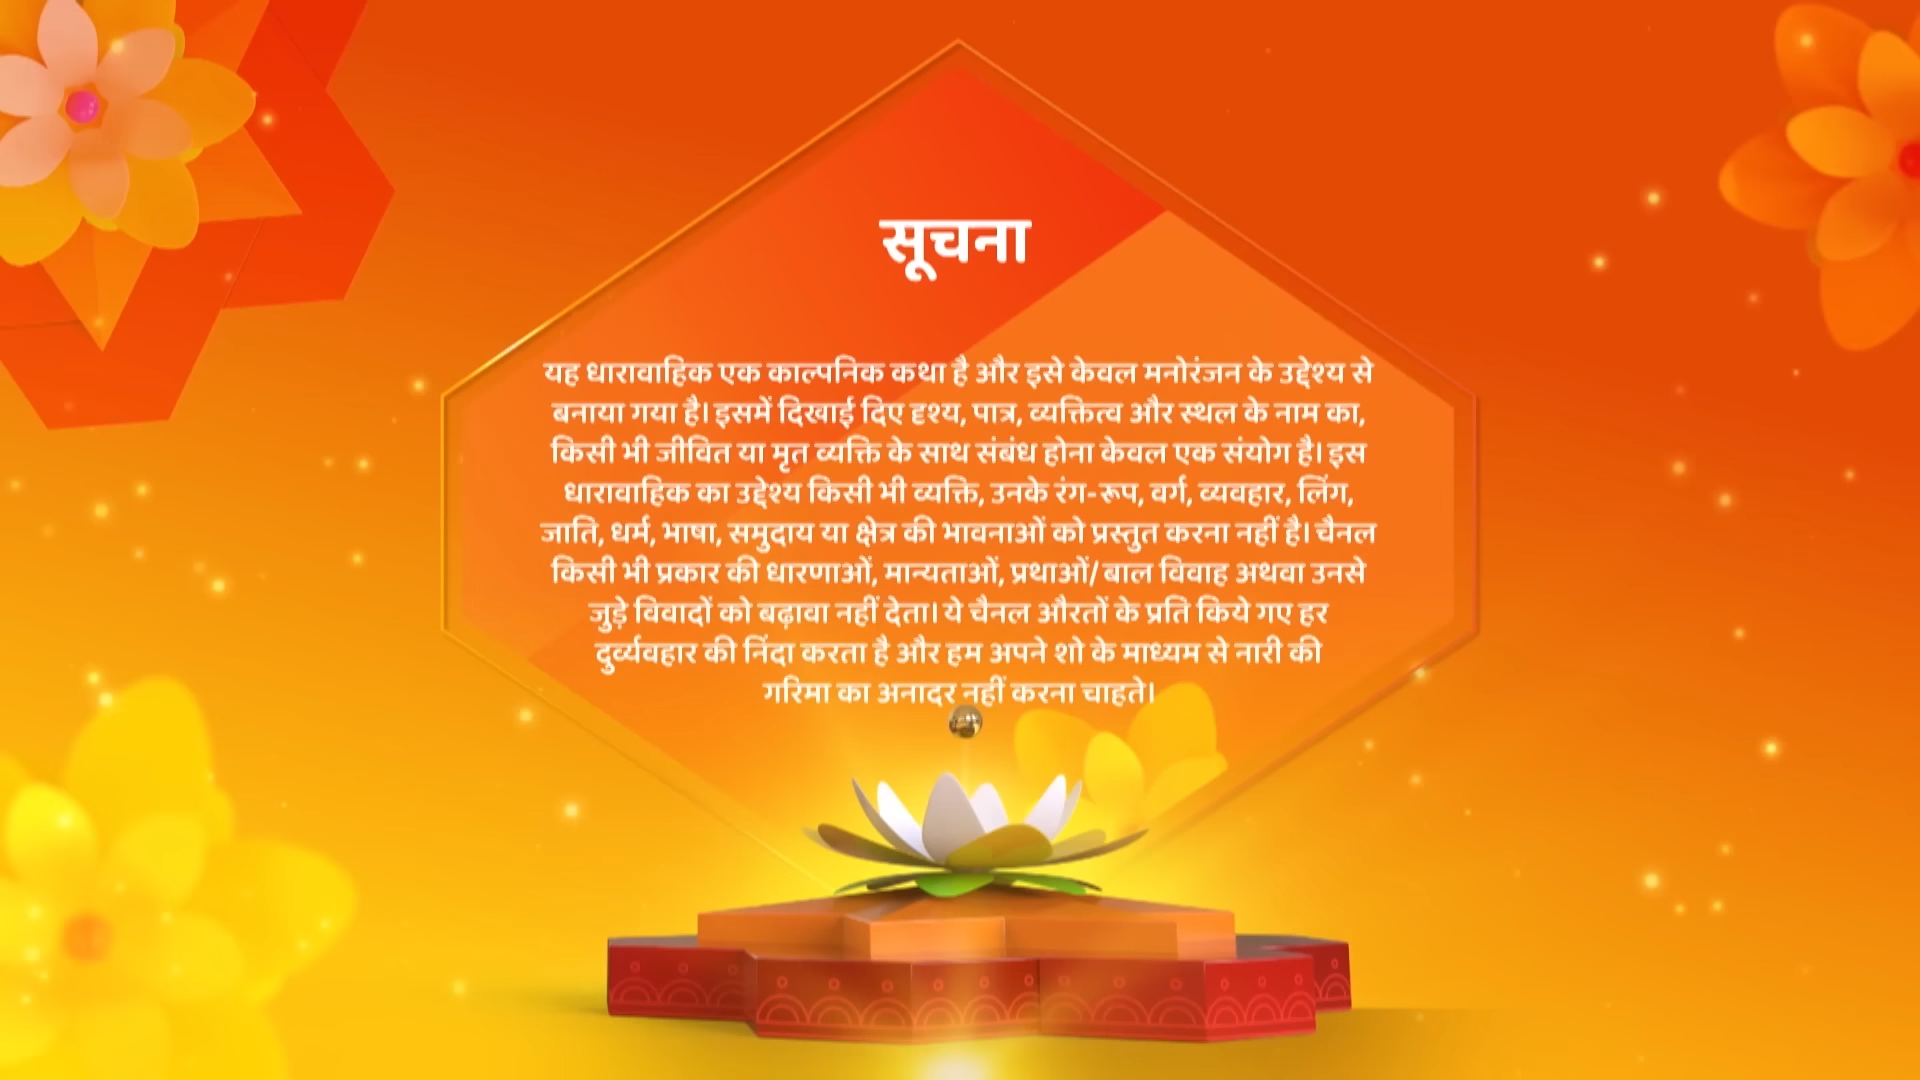 सूचना
यह धारावाहिक एक काल्पनिक कथा है और इसे केवल मनोरंजन के उद्देश्य से
बनाया गया है। इसमें दिखाई दिए दृश्य, पात्र, व्यक्तित्व और स्थल के नाम का,
किसी भी जीवित या मृत व्यक्ति के साथ संबंध होना केवल एक संयोग है। इस
धारावाहिक का उद्देश्य किसी भी व्यक्ति, उनके रंग-रूप, वर्ग, व्यवहार, लिंग,
जाति, धर्म, भाषा, समुदाय या क्षेत्र की भावनाओं को प्रस्तुत करना नहीं है। चैनल
किसी भी प्रकार की धारणाओं, मान्यताओं, प्रथाओं/ बाल विवाह अथवा उनसे
जुड़े विवादों को बढ़ावा नहीं देता। ये चैनल औरतों के प्रति किये गए हर
दुर्व्यवहार की निंदा करता है और हम अपने शो के माध्यम से नारी की
गरिमा का अनादर नहीं करना चाहते।